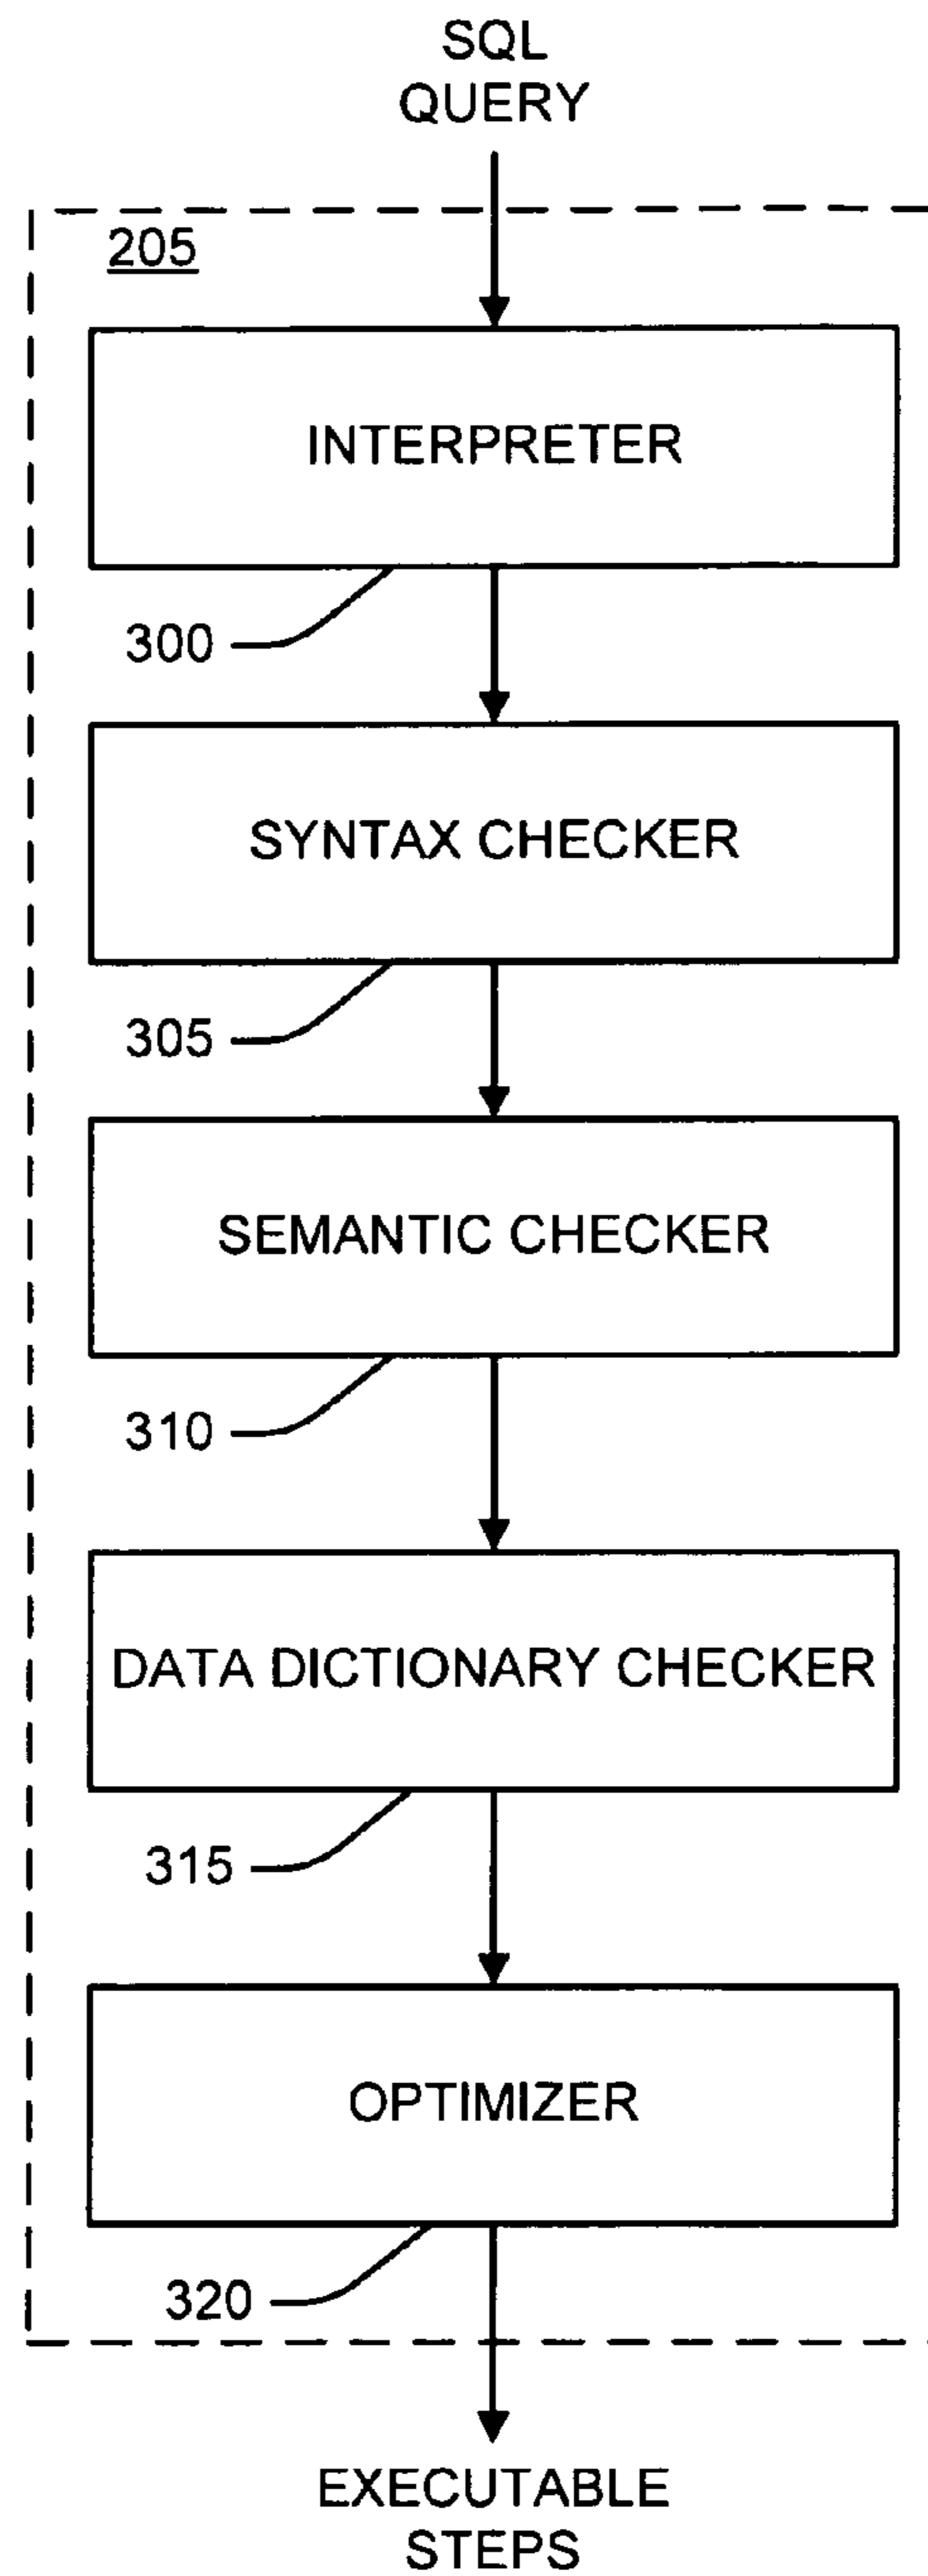 SQL
QUERY
205
INTERPRETER
300
SYNTAX CHECKER
305
SEMANTIC CHECKER
310
DATA DICTIONARY CHECKER
315
OPTIMIZER
320
EXECUTABLE
STEPS